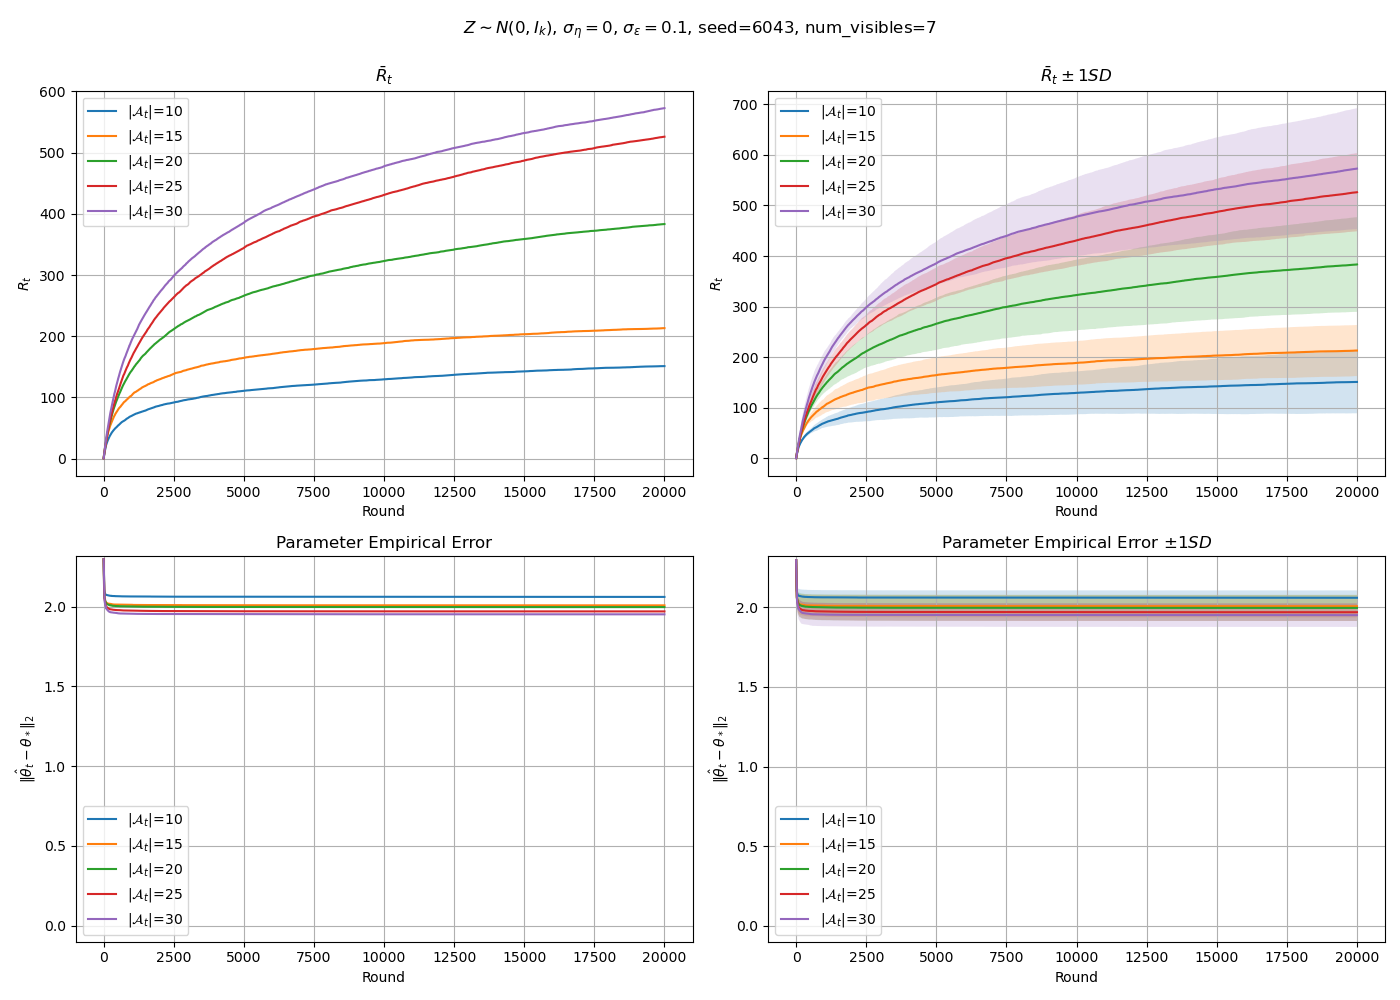 Z ∼ N(0, I_k), σ_η = 0, σ_ε = 0.1, seed=6043, num_visibles=7
R̄_t
R_t
600
500
400
300
200
100
0
|𝒜_t|=10
|𝒜_t|=15
|𝒜_t|=20
|𝒜_t|=25
|𝒜_t|=30
0 2500 5000 7500 10000 12500 15000 17500 20000
Round
R̄_t ± 1SD
R_t
700
600
500
400
300
200
100
0
|𝒜_t|=10
|𝒜_t|=15
|𝒜_t|=20
|𝒜_t|=25
|𝒜_t|=30
0 2500 5000 7500 10000 12500 15000 17500 20000
Round
Parameter Empirical Error
‖θ̂_t − θ_*‖_2
2.0
1.5
1.0
0.5
0.0
|𝒜_t|=10
|𝒜_t|=15
|𝒜_t|=20
|𝒜_t|=25
|𝒜_t|=30
0 2500 5000 7500 10000 12500 15000 17500 20000
Round
Parameter Empirical Error ±1SD
‖θ̂_t − θ_*‖_2
2.0
1.5
1.0
0.5
0.0
|𝒜_t|=10
|𝒜_t|=15
|𝒜_t|=20
|𝒜_t|=25
|𝒜_t|=30
0 2500 5000 7500 10000 12500 15000 17500 20000
Round